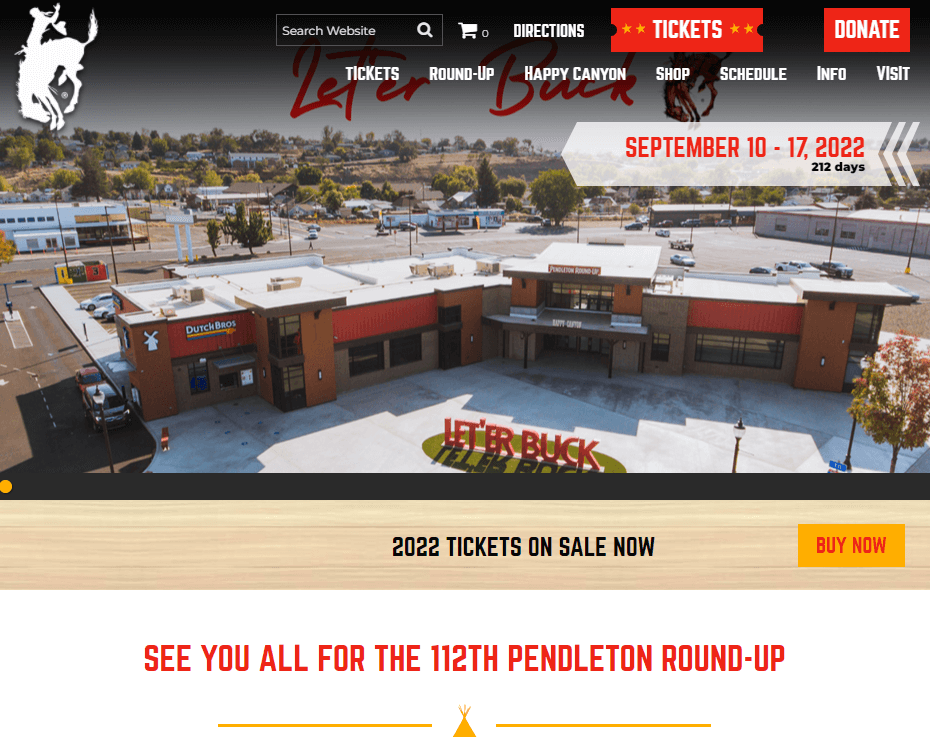 Search Website
0
DIRECTIONS
TICKETS
DONATE
TICKETS
ROUND-UP
HAPPY CANYON
SHOP
SCHEDULE
INFO
VISIT
Let'er Buck
SEPTEMBER 10 - 17, 2022
212 days
PENDLETON ROUND-UP
HAPPY CANYON
DUTCH BROS
LET'ER BUCK
2022 TICKETS ON SALE NOW
BUY NOW
SEE YOU ALL FOR THE 112TH PENDLETON ROUND-UP